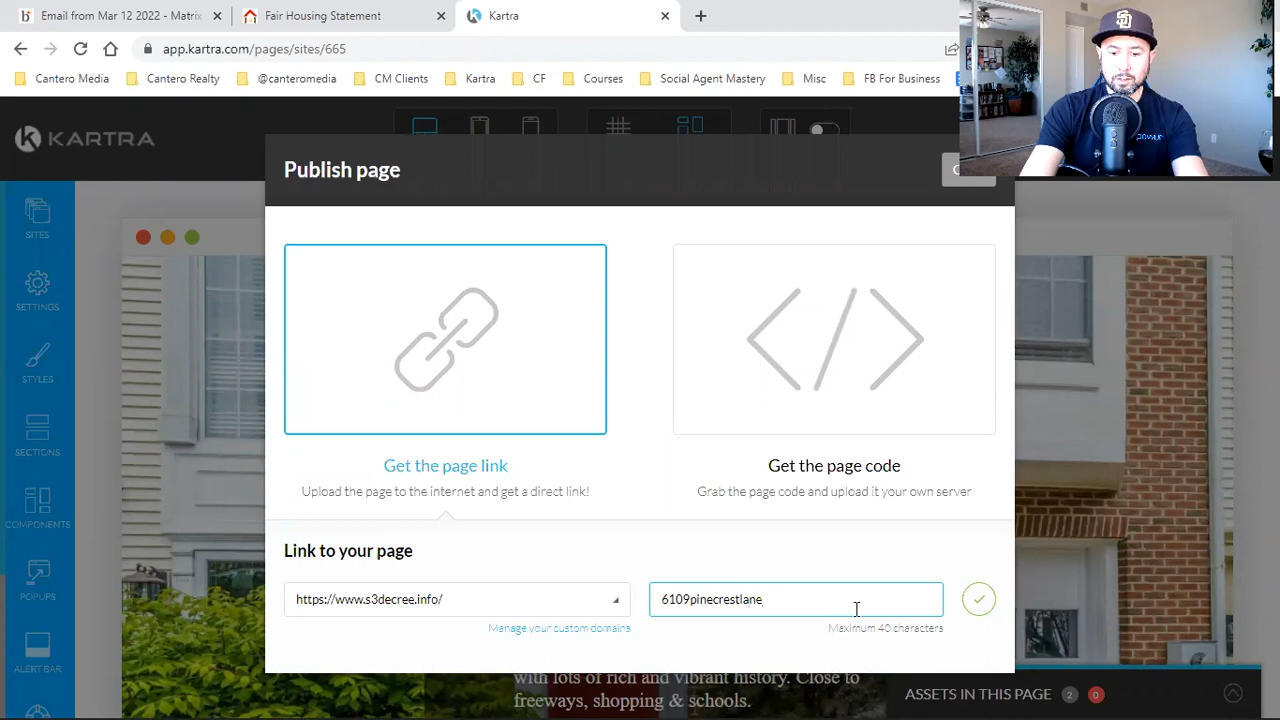 Email from Mar 12 2022 - Matrix
Fair Housing Statement
Kartra
app.kartra.com/pages/sites/665
Cantero Media
Cantero Realty
@canteromedia
CM Clients
Kartra
CF
Courses
Social Agent Mastery
Misc
FB For Business
KARTRA
Publish page
SITES
SETTINGS
STYLES
SECTIONS
COMPONENTS
POPUPS
ALERT BAR
Get the page link
Upload the page to the internet and get a direct link!
Get the page code
Grab the page code and upload it your own server
Link to your page
https://www.s3decree.info/
6109pinecrestlane
Manage your custom domains
Maximum 40 characters
with lots of rich and vibrant history. Close to
freeways, shopping & schools.
ASSETS IN THIS PAGE 2 0
SD